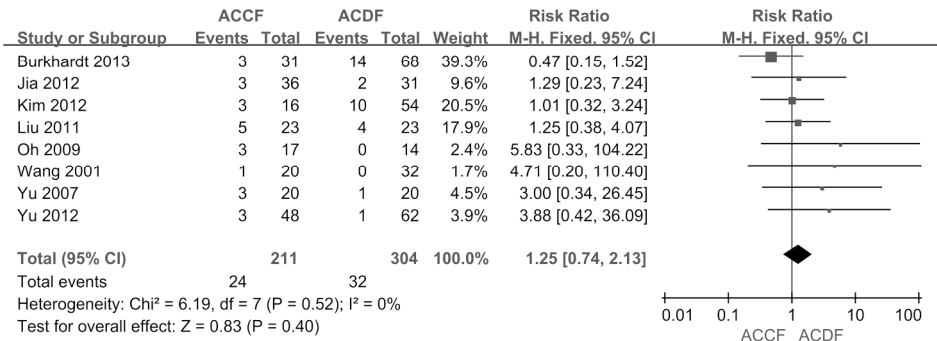 ACCF ACDF Risk Ratio Risk Ratio
Study or Subgroup Events Total Events Total Weight M-H, Fixed, 95% CI M-H, Fixed, 95% CI
Burkhardt 2013 3 31 14 68 39.3% 0.47 [0.15, 1.52]
Jia 2012 3 36 2 31 9.6% 1.29 [0.23, 7.24]
Kim 2012 3 16 10 54 20.5% 1.01 [0.32, 3.24]
Liu 2011 5 23 4 23 17.9% 1.25 [0.38, 4.07]
Oh 2009 3 17 0 14 2.4% 5.83 [0.33, 104.22]
Wang 2001 1 20 0 32 1.7% 4.71 [0.20, 110.40]
Yu 2007 3 20 1 20 4.5% 3.00 [0.34, 26.45]
Yu 2012 3 48 1 62 3.9% 3.88 [0.42, 36.09]
Total (95% CI) 211 304 100.0% 1.25 [0.74, 2.13]
Total events 24 32
Heterogeneity: Chi² = 6.19, df = 7 (P = 0.52); I² = 0%
Test for overall effect: Z = 0.83 (P = 0.40)
0.01 0.1 1 10 100
ACCF ACDF